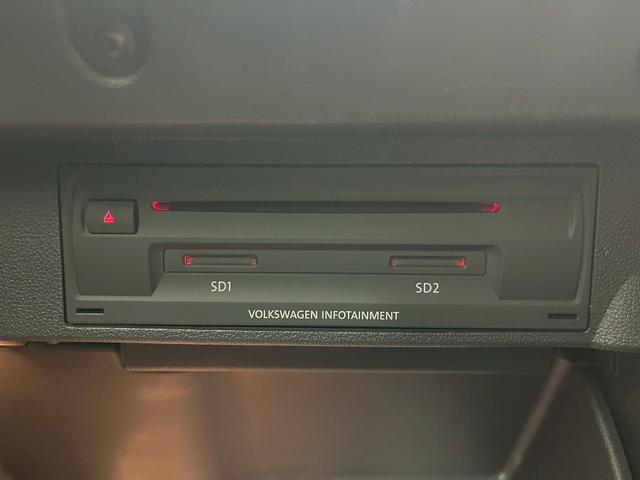 SD1 SD2
VOLKSWAGEN INFOTAINMENT